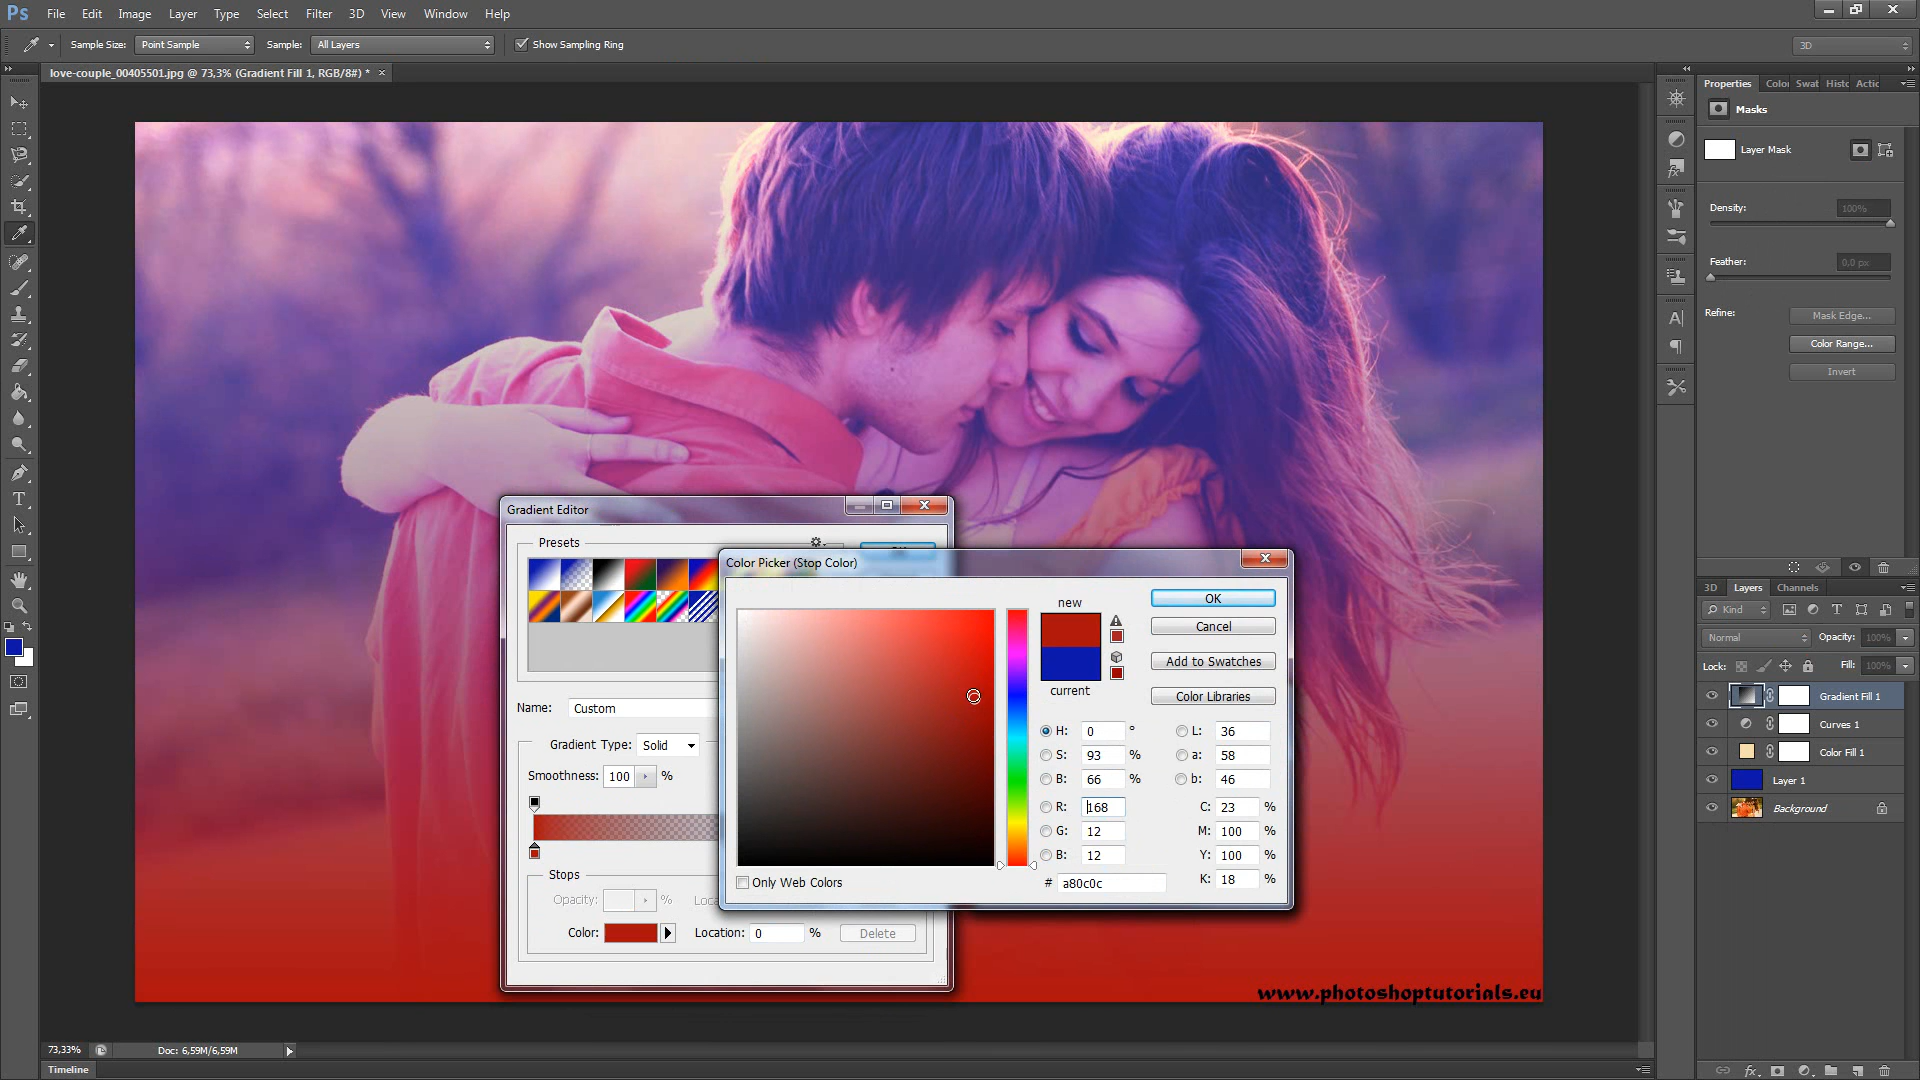 Ps File Edit Image Layer Type Select Filter 3D View Window Help
Sample Size: Point Sample Sample: All Layers Show Sampling Ring 3D
love-couple_00405501.jpg @ 73,3% (Gradient Fill 1, RGB/8#) * ×
Properties Color Swat Histo Actic
Masks
Layer Mask
Density: 100%
Feather: 0,0 px
Refine: Mask Edge...
Color Range...
Invert
Gradient Editor
Presets
Name: Custom
Gradient Type: Solid
Smoothness: 100 %
Stops
Opacity: %
Color: Location: 0 % Delete
Color Picker (Stop Color)
new
current
OK
Cancel
Add to Swatches
Color Libraries
H: 0 ° L: 36
S: 93 % a: 58
B: 66 % b: 46
R: 168 C: 23 %
G: 12 M: 100 %
B: 12 Y: 100 %
# a80c0c K: 18 %
Only Web Colors
3D Layers Channels
Kind
Normal Opacity: 100%
Lock: Fill: 100%
Gradient Fill 1
Curves 1
Color Fill 1
Layer 1
Background
www.photoshoptutorials.eu
73,33% Doc: 6,59M/6,59M
Timeline